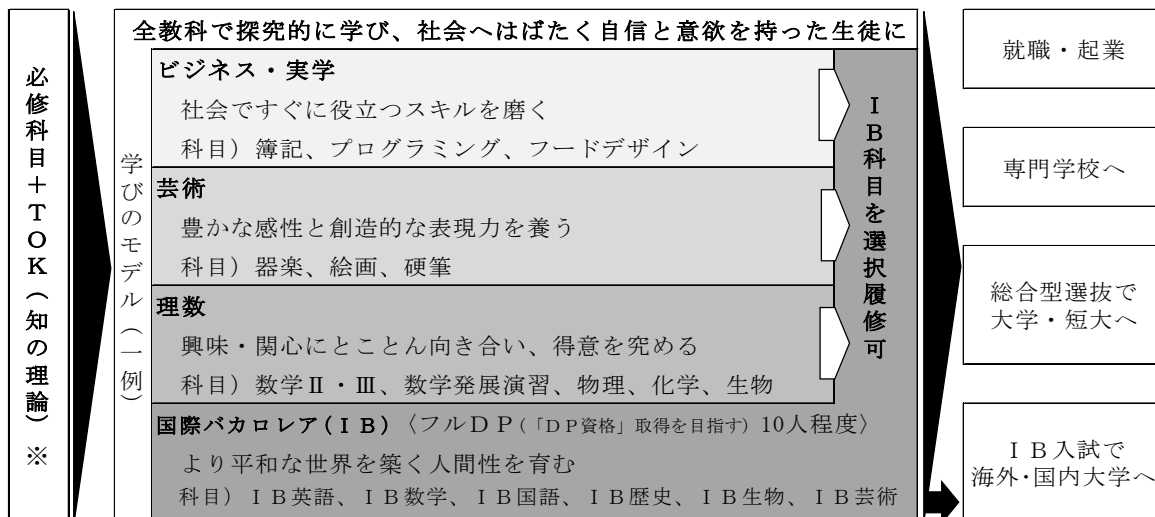 必修科目＋ＴＯＫ（知の理論）※
全教科で探究的に学び、社会へはばたく自信と意欲を持った生徒に
学びのモデル（一例）
ビジネス・実学
社会ですぐに役立つスキルを磨く
科目）簿記、プログラミング、フードデザイン
芸術
豊かな感性と創造的な表現力を養う
科目）器楽、絵画、硬筆
理数
興味・関心にとことん向き合い、得意を究める
科目）数学Ⅱ・Ⅲ、数学発展演習、物理、化学、生物
国際バカロレア(ＩＢ)〈フルＤＰ(「ＤＰ資格」取得を目指す) 10人程度〉
より平和な世界を築く人間性を育む
科目）ＩＢ英語、ＩＢ数学、ＩＢ国語、ＩＢ歴史、ＩＢ生物、ＩＢ芸術
ＩＢ科目を選択履修可
就職・起業
専門学校へ
総合型選抜で
大学・短大へ
ＩＢ入試で
海外・国内大学へ